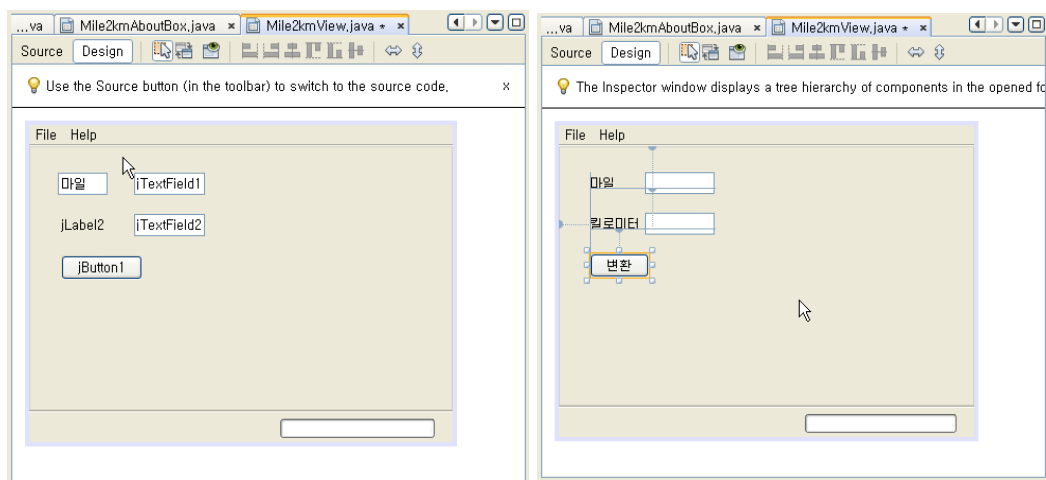 ...va Mile2kmAboutBox.java × Mile2kmView.java * ×
Source Design
Use the Source button (in the toolbar) to switch to the source code. x
File Help
마일 jTextField1
jLabel2 jTextField2
jButton1
...va Mile2kmAboutBox.java × Mile2kmView.java * ×
Source Design
The Inspector window displays a tree hierarchy of components in the opened fo
File Help
마일
킬로미터
변환